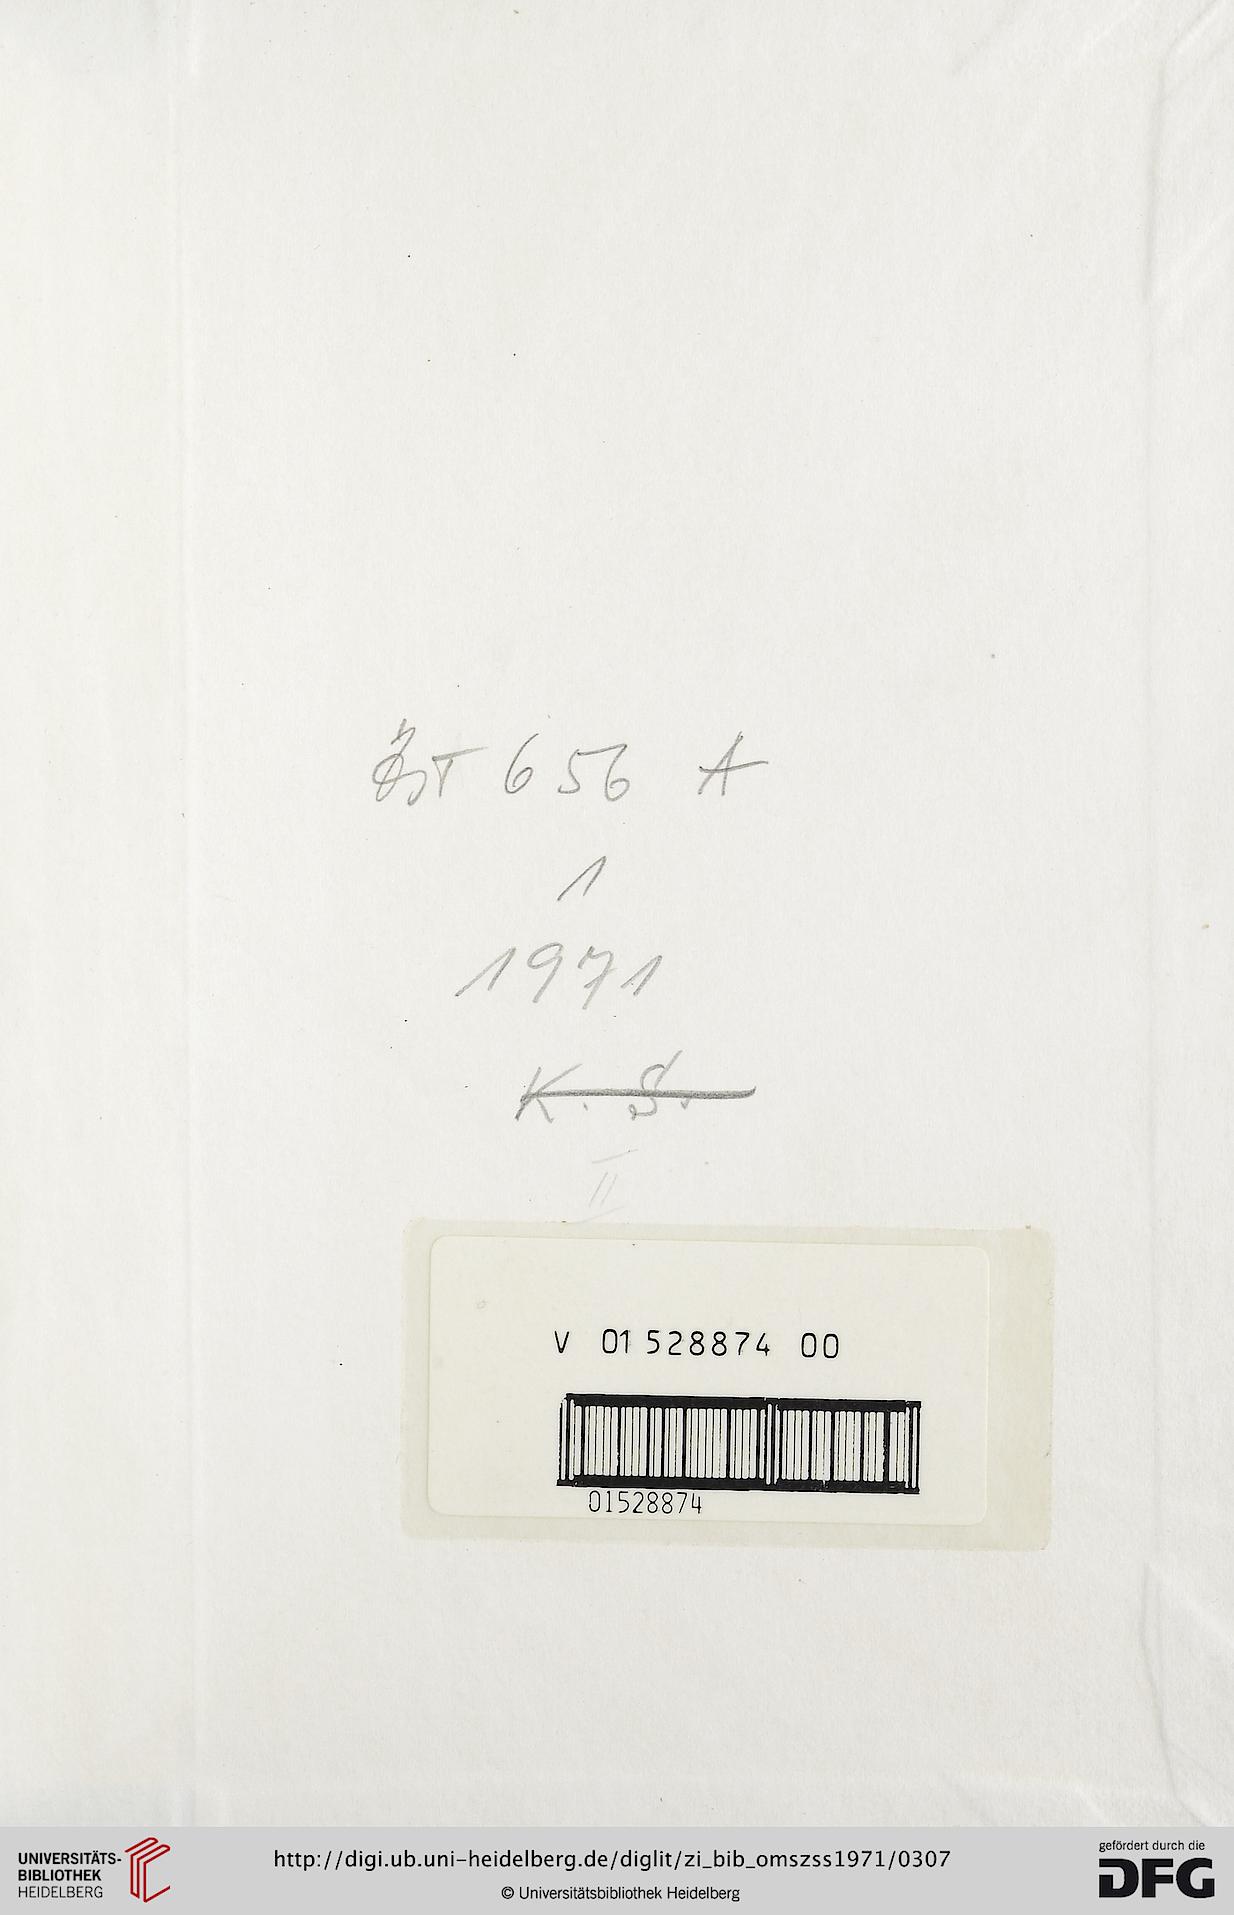 ÖsT 656 A
1
1971
K. S.
II
V 01 528874 00
01528874
UNIVERSITÄTS-
BIBLIOTHEK
HEIDELBERG
http://digi.ub.uni-heidelberg.de/diglit/zi_bib_omszss1971/0307
© Universitätsbibliothek Heidelberg
gefördert durch die
DFG